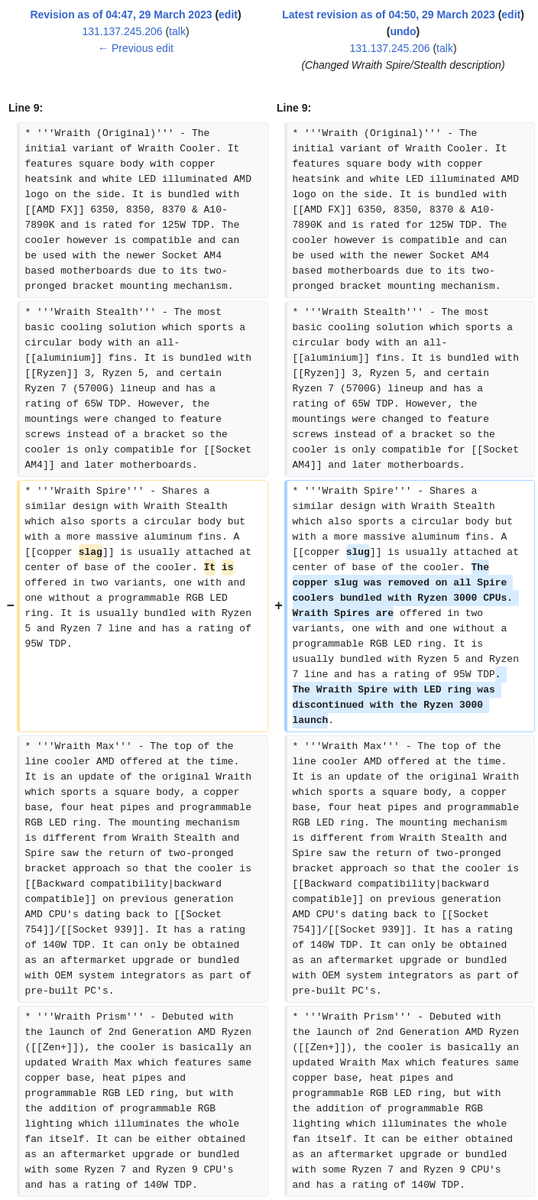 Revision as of 04:47, 29 March 2023 (edit)
131.137.245.206 (talk)
← Previous edit
Latest revision as of 04:50, 29 March 2023 (edit)
(undo)
131.137.245.206 (talk)
(Changed Wraith Spire/Stealth description)
Line 9:
Line 9:
* '''Wraith (Original)''' - The
initial variant of Wraith Cooler. It
features square body with copper
heatsink and white LED illuminated AMD
logo on the side. It is bundled with
[[AMD FX]] 6350, 8350, 8370 & A10-
7890K and is rated for 125W TDP. The
cooler however is compatible and can
be used with the newer Socket AM4
based motherboards due to its two-
pronged bracket mounting mechanism.
* '''Wraith (Original)''' - The
initial variant of Wraith Cooler. It
features square body with copper
heatsink and white LED illuminated AMD
logo on the side. It is bundled with
[[AMD FX]] 6350, 8350, 8370 & A10-
7890K and is rated for 125W TDP. The
cooler however is compatible and can
be used with the newer Socket AM4
based motherboards due to its two-
pronged bracket mounting mechanism.
* '''Wraith Stealth''' - The most
basic cooling solution which sports a
circular body with an all-
[[aluminium]] fins. It is bundled with
[[Ryzen]] 3, Ryzen 5, and certain
Ryzen 7 (5700G) lineup and has a
rating of 65W TDP. However, the
mountings were changed to feature
screws instead of a bracket so the
cooler is only compatible for [[Socket
AM4]] and later motherboards.
* '''Wraith Stealth''' - The most
basic cooling solution which sports a
circular body with an all-
[[aluminium]] fins. It is bundled with
[[Ryzen]] 3, Ryzen 5, and certain
Ryzen 7 (5700G) lineup and has a
rating of 65W TDP. However, the
mountings were changed to feature
screws instead of a bracket so the
cooler is only compatible for [[Socket
AM4]] and later motherboards.
−
* '''Wraith Spire''' - Shares a
similar design with Wraith Stealth
which also sports a circular body but
with a more massive aluminum fins. A
[[copper slag]] is usually attached at
center of base of the cooler. It is
offered in two variants, one with and
one without a programmable RGB LED
ring. It is usually bundled with Ryzen
5 and Ryzen 7 line and has a rating of
95W TDP.
+
* '''Wraith Spire''' - Shares a
similar design with Wraith Stealth
which also sports a circular body but
with a more massive aluminum fins. A
[[copper slug]] is usually attached at
center of base of the cooler. The
copper slug was removed on all Spire
coolers bundled with Ryzen 3000 CPUs.
Wraith Spires are offered in two
variants, one with and one without a
programmable RGB LED ring. It is
usually bundled with Ryzen 5 and Ryzen
7 line and has a rating of 95W TDP.
The Wraith Spire with LED ring was
discontinued with the Ryzen 3000
launch.
* '''Wraith Max''' - The top of the
line cooler AMD offered at the time.
It is an update of the original Wraith
which sports a square body, a copper
base, four heat pipes and programmable
RGB LED ring. The mounting mechanism
is different from Wraith Stealth and
Spire saw the return of two-pronged
bracket approach so that the cooler is
[[Backward compatibility|backward
compatible]] on previous generation
AMD CPU's dating back to [[Socket
754]]/[[Socket 939]]. It has a rating
of 140W TDP. It can only be obtained
as an aftermarket upgrade or bundled
with OEM system integrators as part of
pre-built PC's.
* '''Wraith Max''' - The top of the
line cooler AMD offered at the time.
It is an update of the original Wraith
which sports a square body, a copper
base, four heat pipes and programmable
RGB LED ring. The mounting mechanism
is different from Wraith Stealth and
Spire saw the return of two-pronged
bracket approach so that the cooler is
[[Backward compatibility|backward
compatible]] on previous generation
AMD CPU's dating back to [[Socket
754]]/[[Socket 939]]. It has a rating
of 140W TDP. It can only be obtained
as an aftermarket upgrade or bundled
with OEM system integrators as part of
pre-built PC's.
* '''Wraith Prism''' - Debuted with
the launch of 2nd Generation AMD Ryzen
([[Zen+]]), the cooler is basically an
updated Wraith Max which features same
copper base, heat pipes and
programmable RGB LED ring, but with
the addition of programmable RGB
lighting which illuminates the whole
fan itself. It can be either obtained
as an aftermarket upgrade or bundled
with some Ryzen 7 and Ryzen 9 CPU's
and has a rating of 140W TDP.
* '''Wraith Prism''' - Debuted with
the launch of 2nd Generation AMD Ryzen
([[Zen+]]), the cooler is basically an
updated Wraith Max which features same
copper base, heat pipes and
programmable RGB LED ring, but with
the addition of programmable RGB
lighting which illuminates the whole
fan itself. It can be either obtained
as an aftermarket upgrade or bundled
with some Ryzen 7 and Ryzen 9 CPU's
and has a rating of 140W TDP.